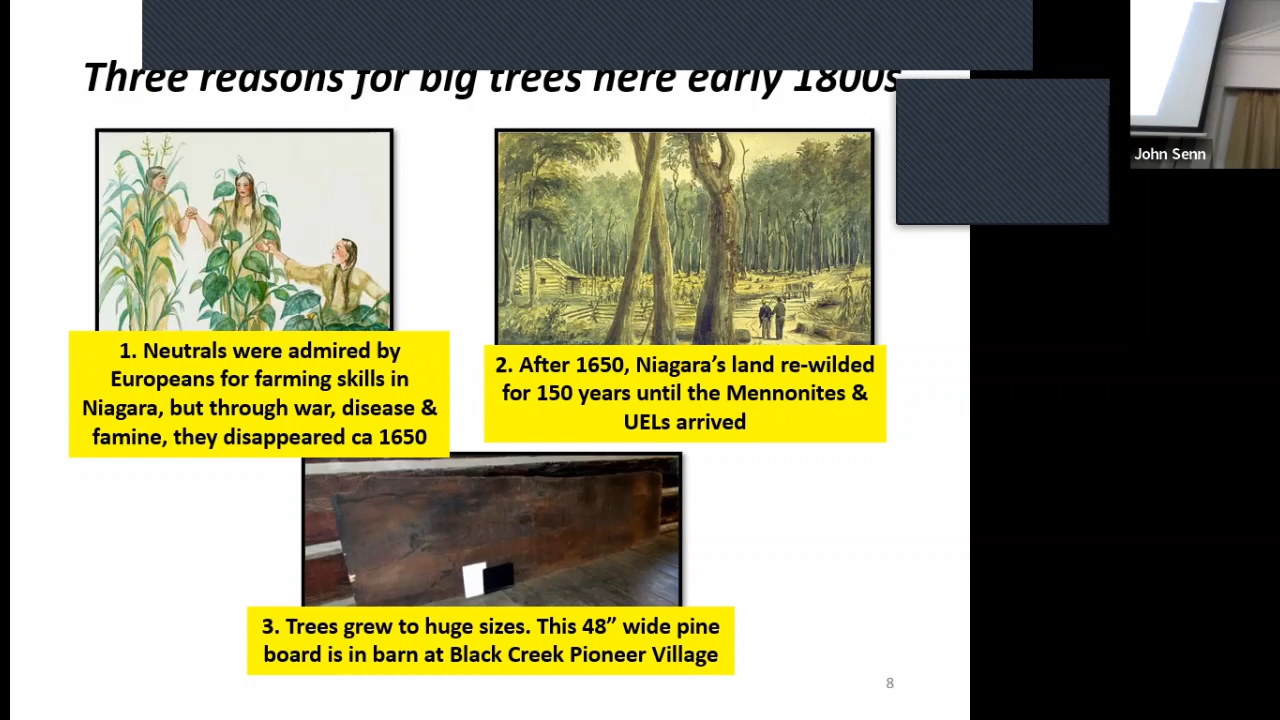 Three reasons for big trees here early 1800s
John Senn
1. Neutrals were admired by
Europeans for farming skills in
Niagara, but through war, disease &
famine, they disappeared ca 1650
2. After 1650, Niagara’s land re-wilded
for 150 years until the Mennonites &
UELs arrived
3. Trees grew to huge sizes. This 48” wide pine
board is in barn at Black Creek Pioneer Village
8